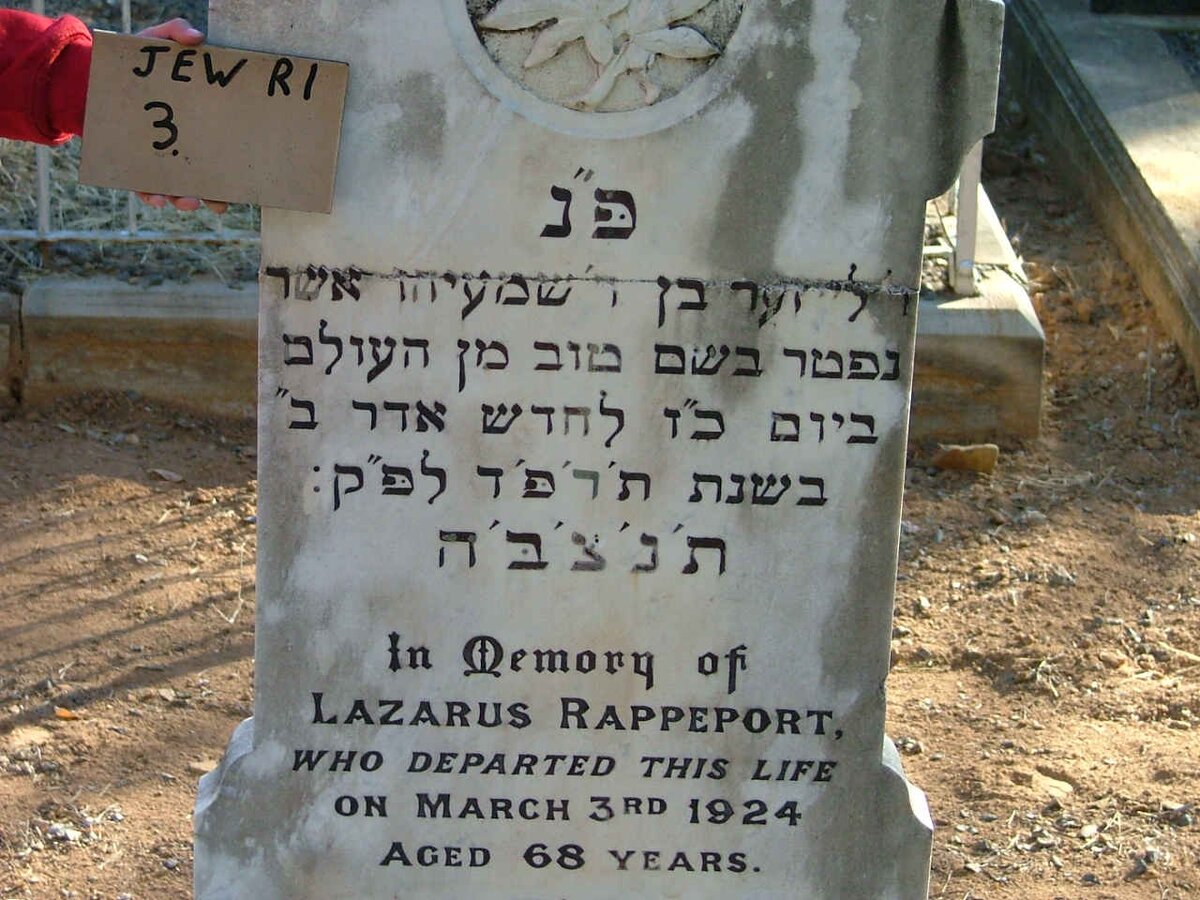 JEW RI
3.
פ״נ
ר׳ ל״יזער בן ר׳ שמעיהו אשר
נפטר בשם טוב מן העולם
ביום כ״ז לחדש אדר ב״
בשנת ת׳ר׳פ׳ד לפ״ק:
ת׳נ׳צ׳ב׳ה
In Memory of
LAZARUS RAPPEPORT,
WHO DEPARTED THIS LIFE
ON MARCH 3RD 1924
AGED 68 YEARS.